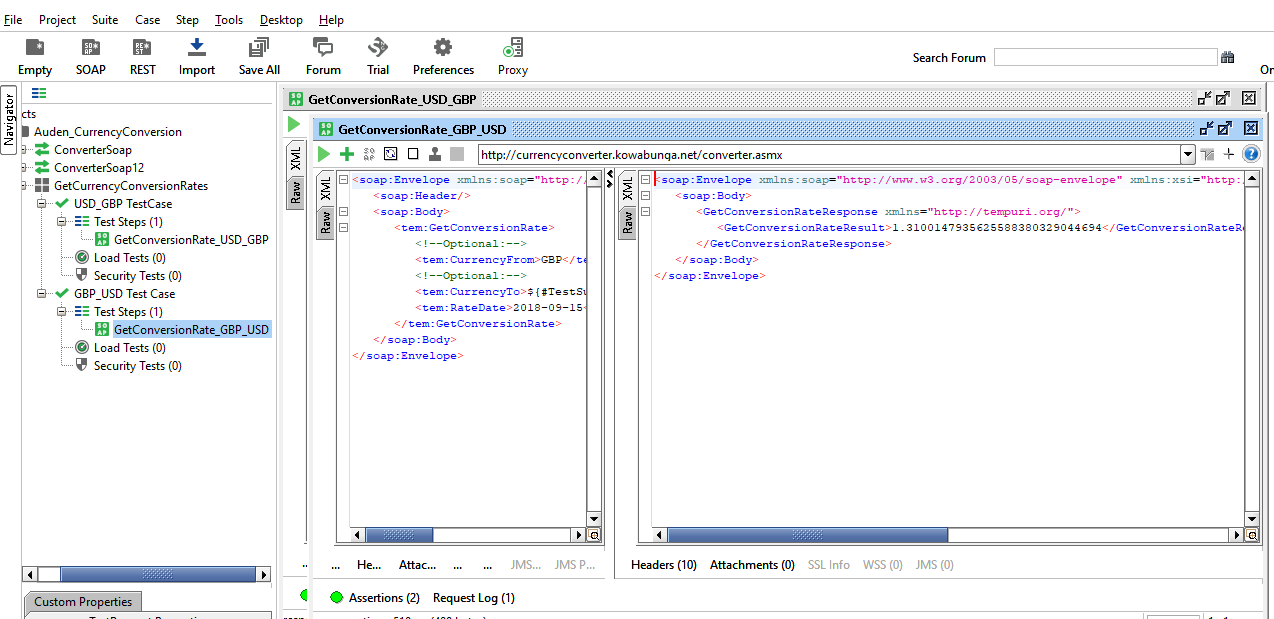 File Project Suite Case Step Tools Desktop Help
Empty SOAP REST Import Save All Forum Trial Preferences Proxy
Search Forum
On
Navigator
cts
Auden_CurrencyConversion
ConverterSoap
ConverterSoap12
GetCurrencyConversionRates
USD_GBP TestCase
Test Steps (1)
GetConversionRate_USD_GBP
Load Tests (0)
Security Tests (0)
GBP_USD Test Case
Test Steps (1)
GetConversionRate_GBP_USD
Load Tests (0)
Security Tests (0)
Custom Properties
GetConversionRate_USD_GBP
XML
Raw
GetConversionRate_GBP_USD
http://currencyconverter.kowabunga.net/converter.asmx
XML
Raw
<soap:Envelope xmlns:soap="http:/
<soap:Header/>
<soap:Body>
<tem:GetConversionRate>
<!--Optional:-->
<tem:CurrencyFrom>GBP</te
<!--Optional:-->
<tem:CurrencyTo>${#TestSu
<tem:RateDate>2018-09-15<
</tem:GetConversionRate>
</soap:Body>
</soap:Envelope>
XML
Raw
<soap:Envelope xmlns:soap="http://www.w3.org/2003/05/soap-envelope" xmlns:xsi="http:
<soap:Body>
<GetConversionRateResponse xmlns="http://tempuri.org/">
<GetConversionRateResult>1.3100147935625588380329044694</GetConversionRateRe
</GetConversionRateResponse>
</soap:Body>
</soap:Envelope>
... He... Attac... ... ... JMS... JMS P...
Headers (10) Attachments (0) SSL Info WSS (0) JMS (0)
Assertions (2) Request Log (1)